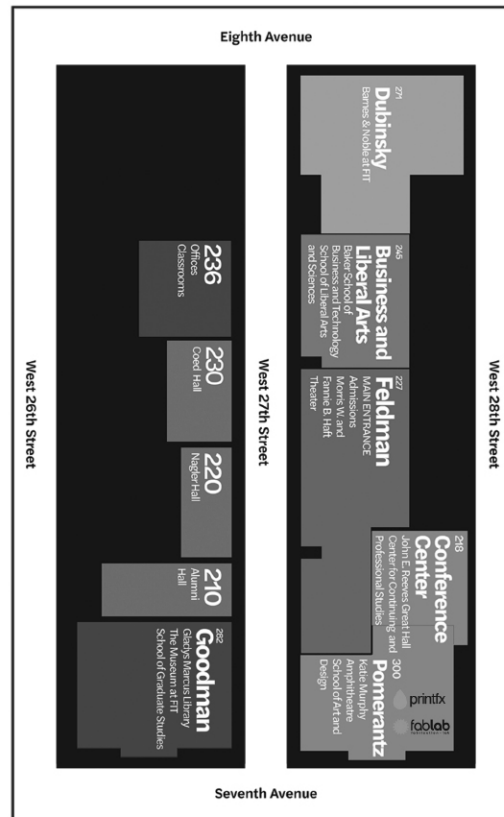 Eighth Avenue
West 26th Street
236
Offices
Classrooms
230
Coed Hall
220
Nagler Hall
210
Alumni
Hall
282
Goodman
Gladys Marcus Library
The Museum at FIT
School of Graduate Studies
West 27th Street
271
Dubinsky
Barnes & Noble at FIT
245
Business and
Liberal Arts
Baker School of
Business and Technology
School of Liberal Arts
and Sciences
227
Feldman
MAIN ENTRANCE
Admissions
Morris W. and
Fannie B. Haft
Theater
218
Conference
Center
John E. Reeves Great Hall
Center for Continuing and
Professional Studies
300
Pomerantz
Katie Murphy
Amphitheatre
School of Art and
Design
printfx
fablab
West 28th Street
Seventh Avenue